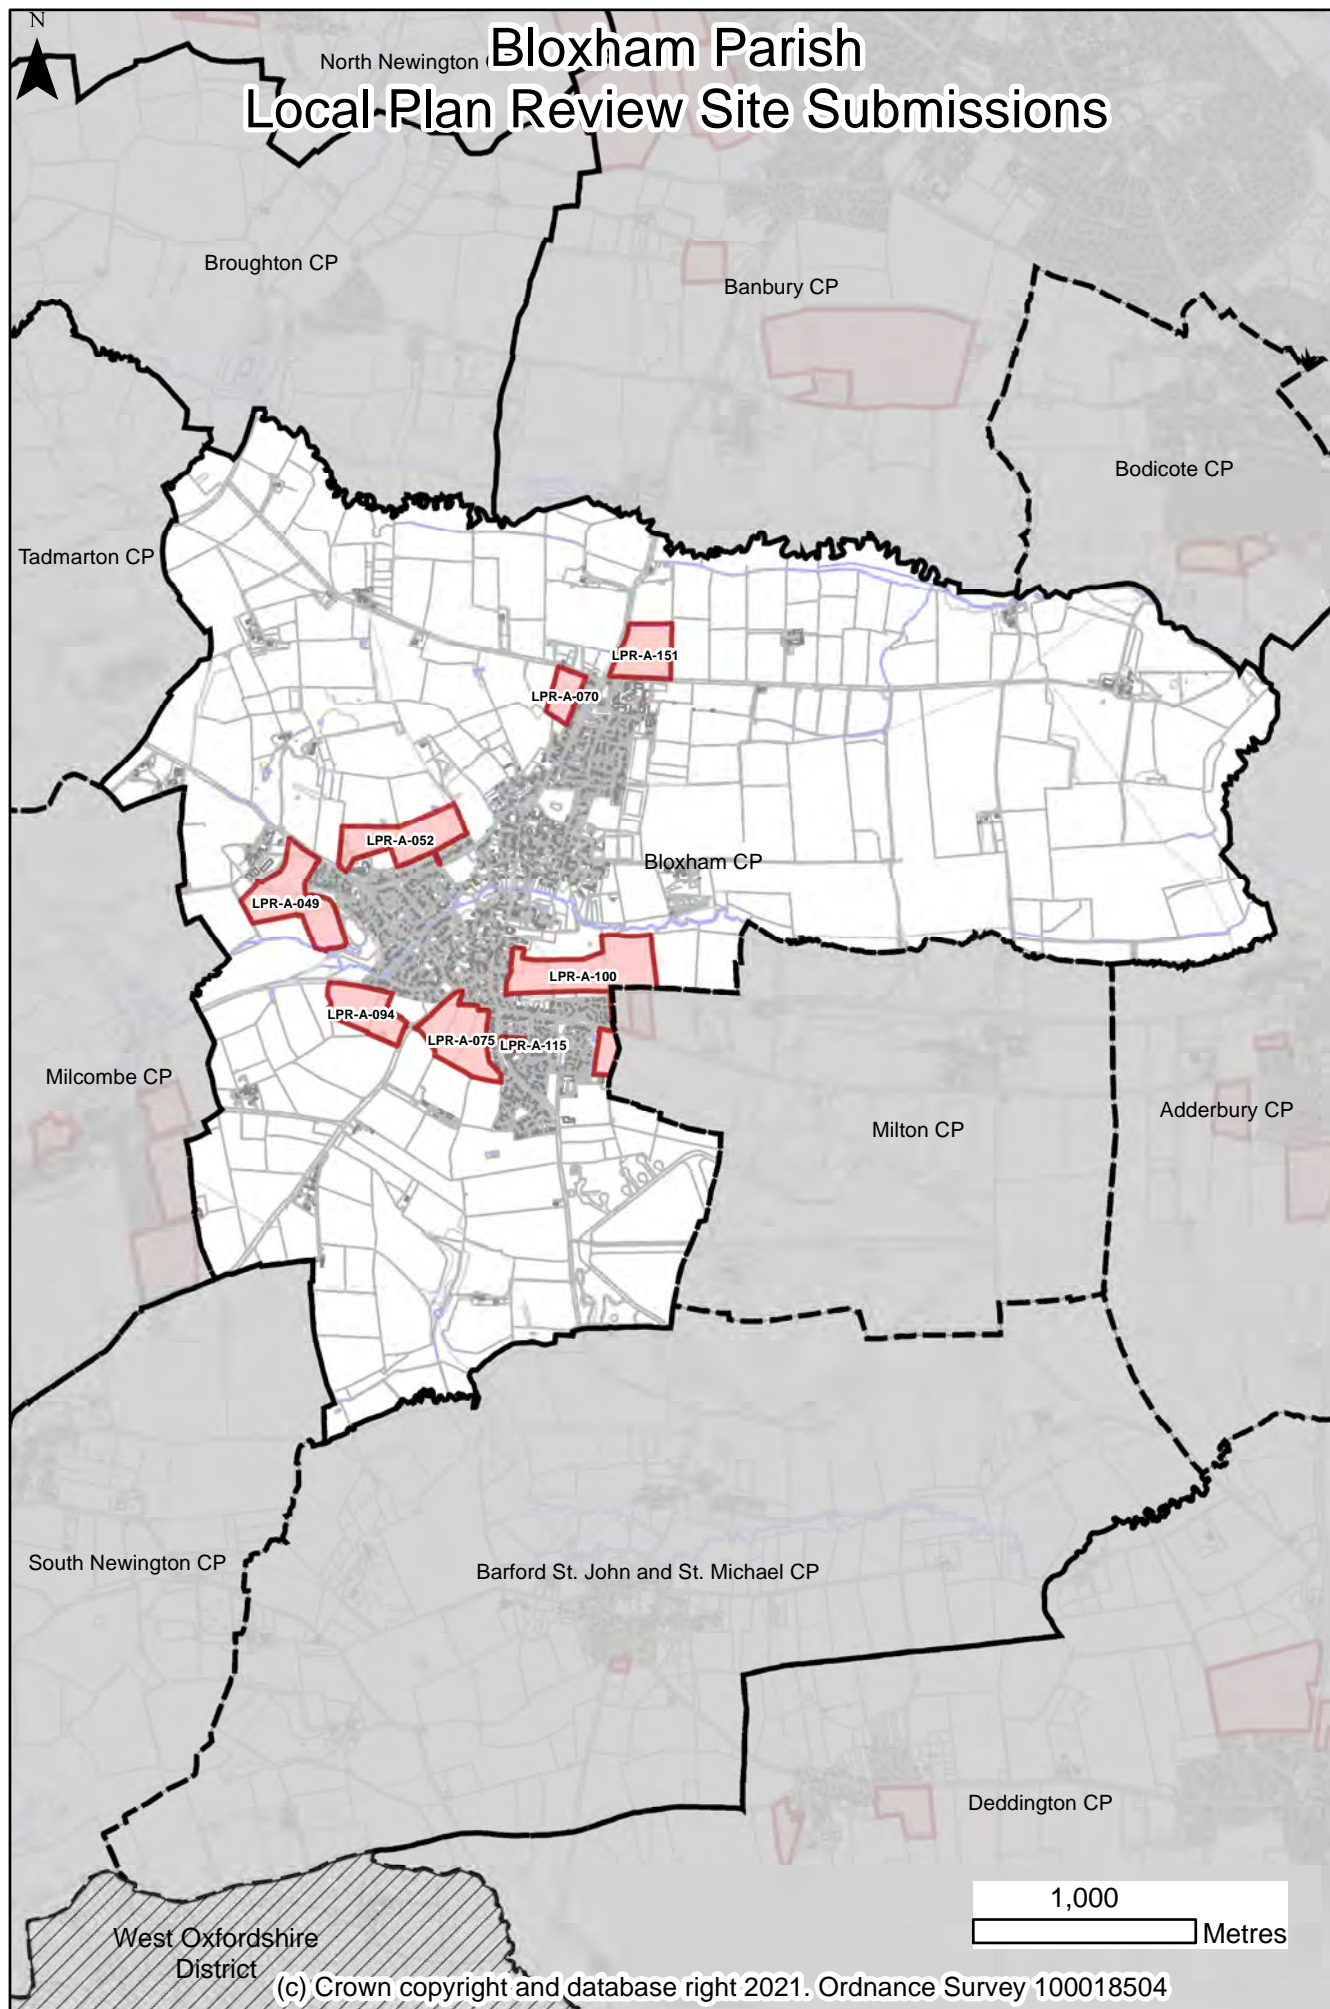 N
Bloxham Parish
Local Plan Review Site Submissions
North Newington
Broughton CP
Banbury CP
Bodicote CP
Tadmarton CP
LPR-A-151
LPR-A-070
LPR-A-052
Bloxham CP
LPR-A-049
LPR-A-100
LPR-A-094
LPR-A-075
LPR-A-115
Milcombe CP
Adderbury CP
Milton CP
South Newington CP
Barford St. John and St. Michael CP
Deddington CP
1,000
Metres
West Oxfordshire
District
(c) Crown copyright and database right 2021. Ordnance Survey 100018504